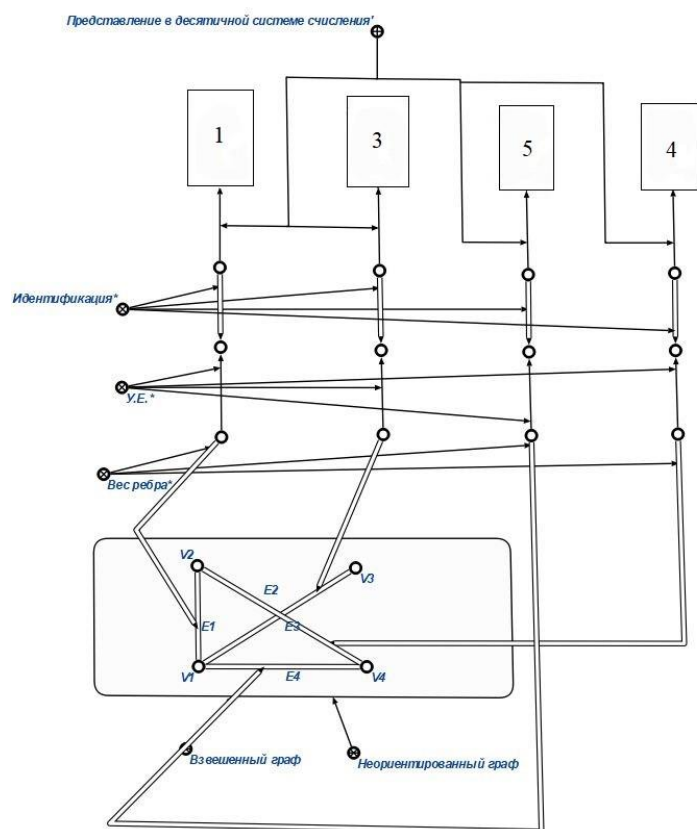 Представление в десятичной системе счисления'
1
3
5
4
Идентификация*
У.Е.*
Вес ребра*
V2
V3
E2
E1
E3
V1
E4
V4
Взвешенный граф
Неориентированный граф